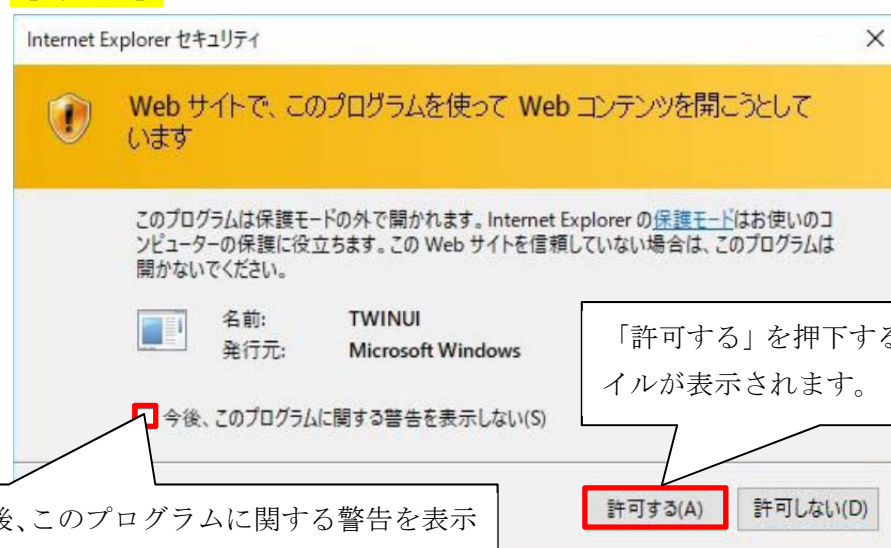 Internet Explorer セキュリティ
Web サイトで、このプログラムを使って Web コンテンツを開こうとして
います
このプログラムは保護モードの外で開かれます。Internet Explorer の保護モードはお使いのコ
ンピューターの保護に役立ちます。この Web サイトを信頼していない場合は、このプログラムは
開かないでください。
名前: TWINUI
発行元: Microsoft Windows
「許可する」を押下する
イルが表示されます。
今後、このプログラムに関する警告を表示しない(S)
後、このプログラムに関する警告を表示
許可する(A) 許可しない(D)